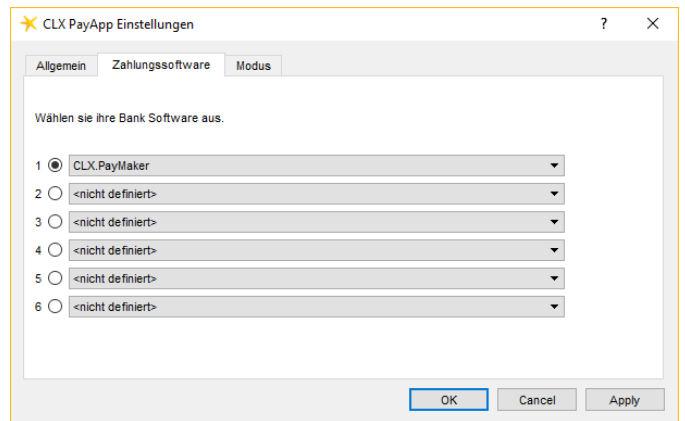 CLX PayApp Einstellungen
Allgemein Zahlungssoftware Modus
Wählen sie ihre Bank Software aus.
1 CLX.PayMaker
2 <nicht definiert>
3 <nicht definiert>
4 <nicht definiert>
5 <nicht definiert>
6 <nicht definiert>
OK Cancel Apply